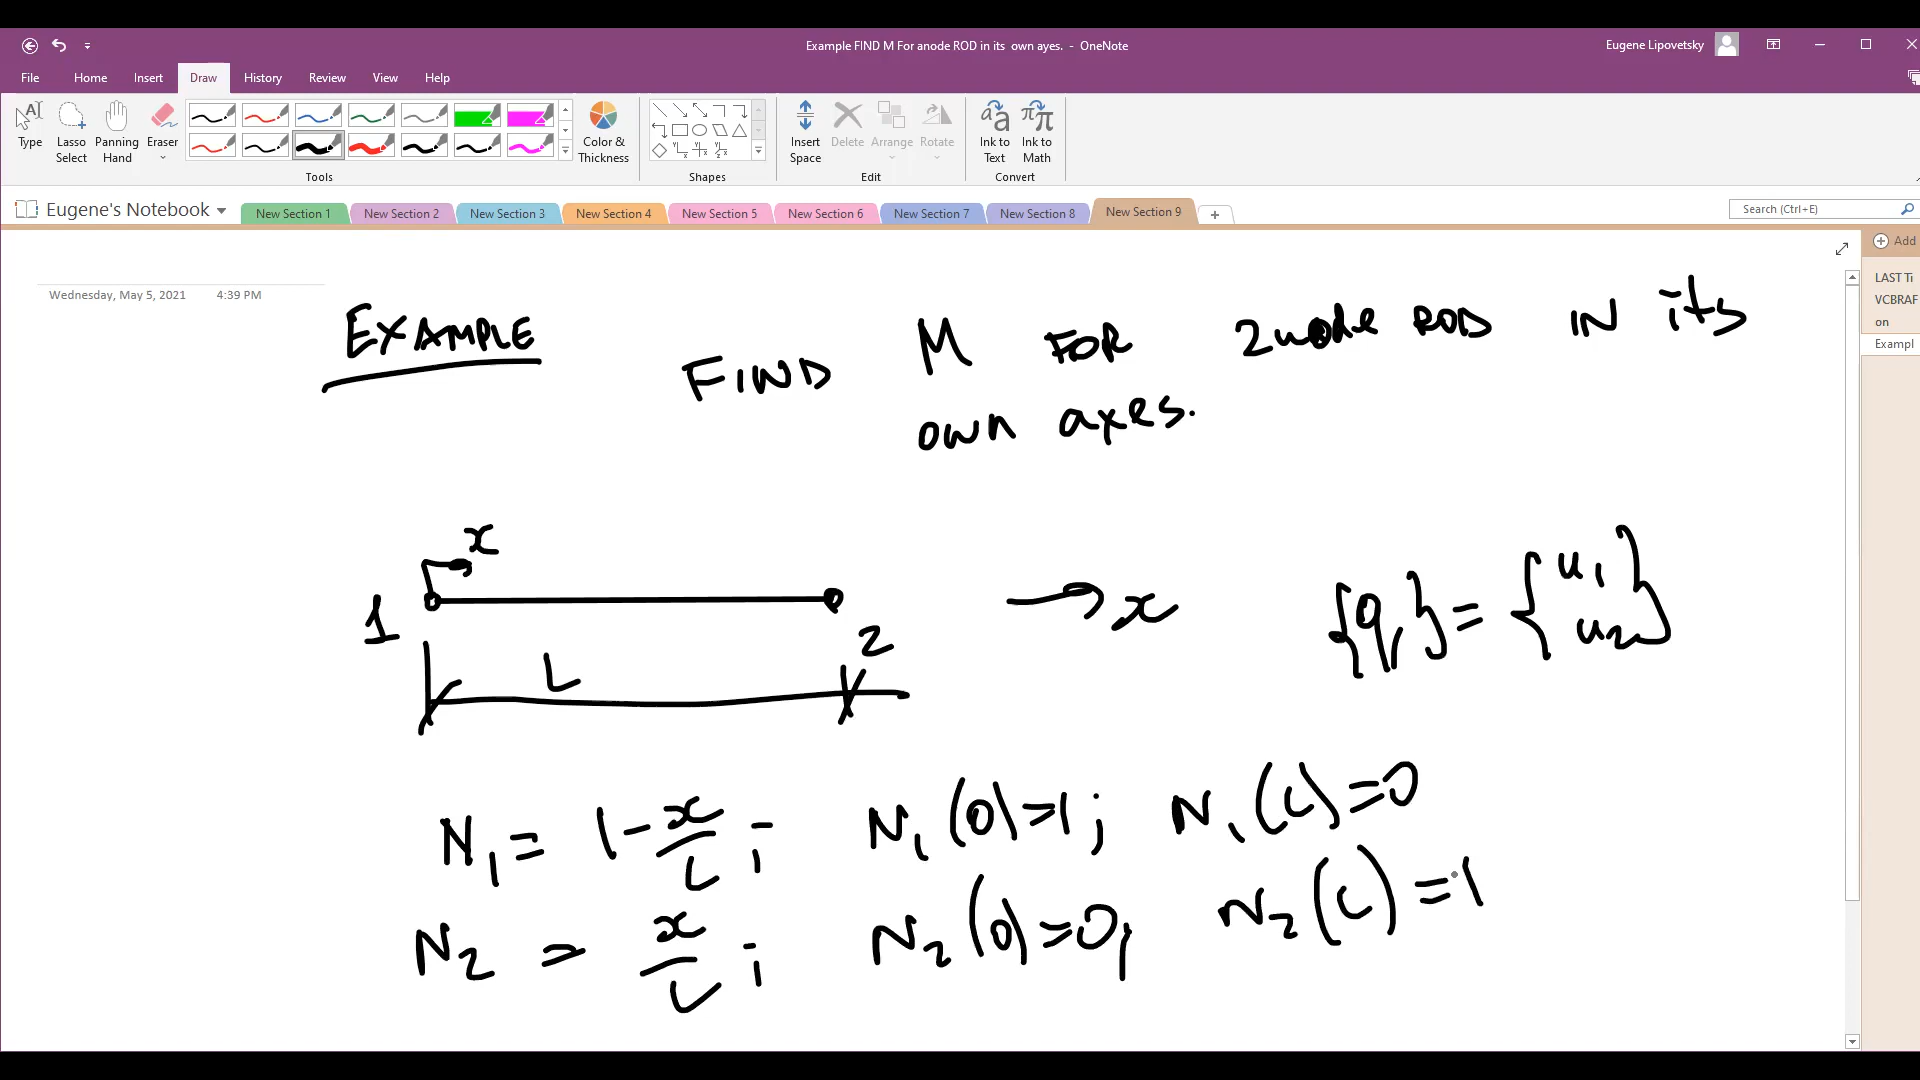 Example FIND M For anode ROD in its own ayes. - OneNote
Eugene Lipovetsky
File Home Insert Draw History Review View Help
Type
Lasso Select
Panning Hand
Eraser
Color & Thickness
Insert Space
Delete
Arrange
Rotate
Ink to Text
Ink to Math
Tools
Shapes
Edit
Convert
Eugene's Notebook
New Section 1
New Section 2
New Section 3
New Section 4
New Section 5
New Section 6
New Section 7
New Section 8
New Section 9
Search (Ctrl+E)
Add
LAST Ti
VCBRAF
on
Exampl
Wednesday, May 5, 2021 4:39 PM
EXAMPLE FIND M FOR 2node ROD IN its
own axes.
x
1
2
L
→ x
{q} = {u1 u2}
N1 = 1 - x/L ; N1(0)=1; N1(L)=0
N2 = x/L ; N2(0)=0; N2(L)=1